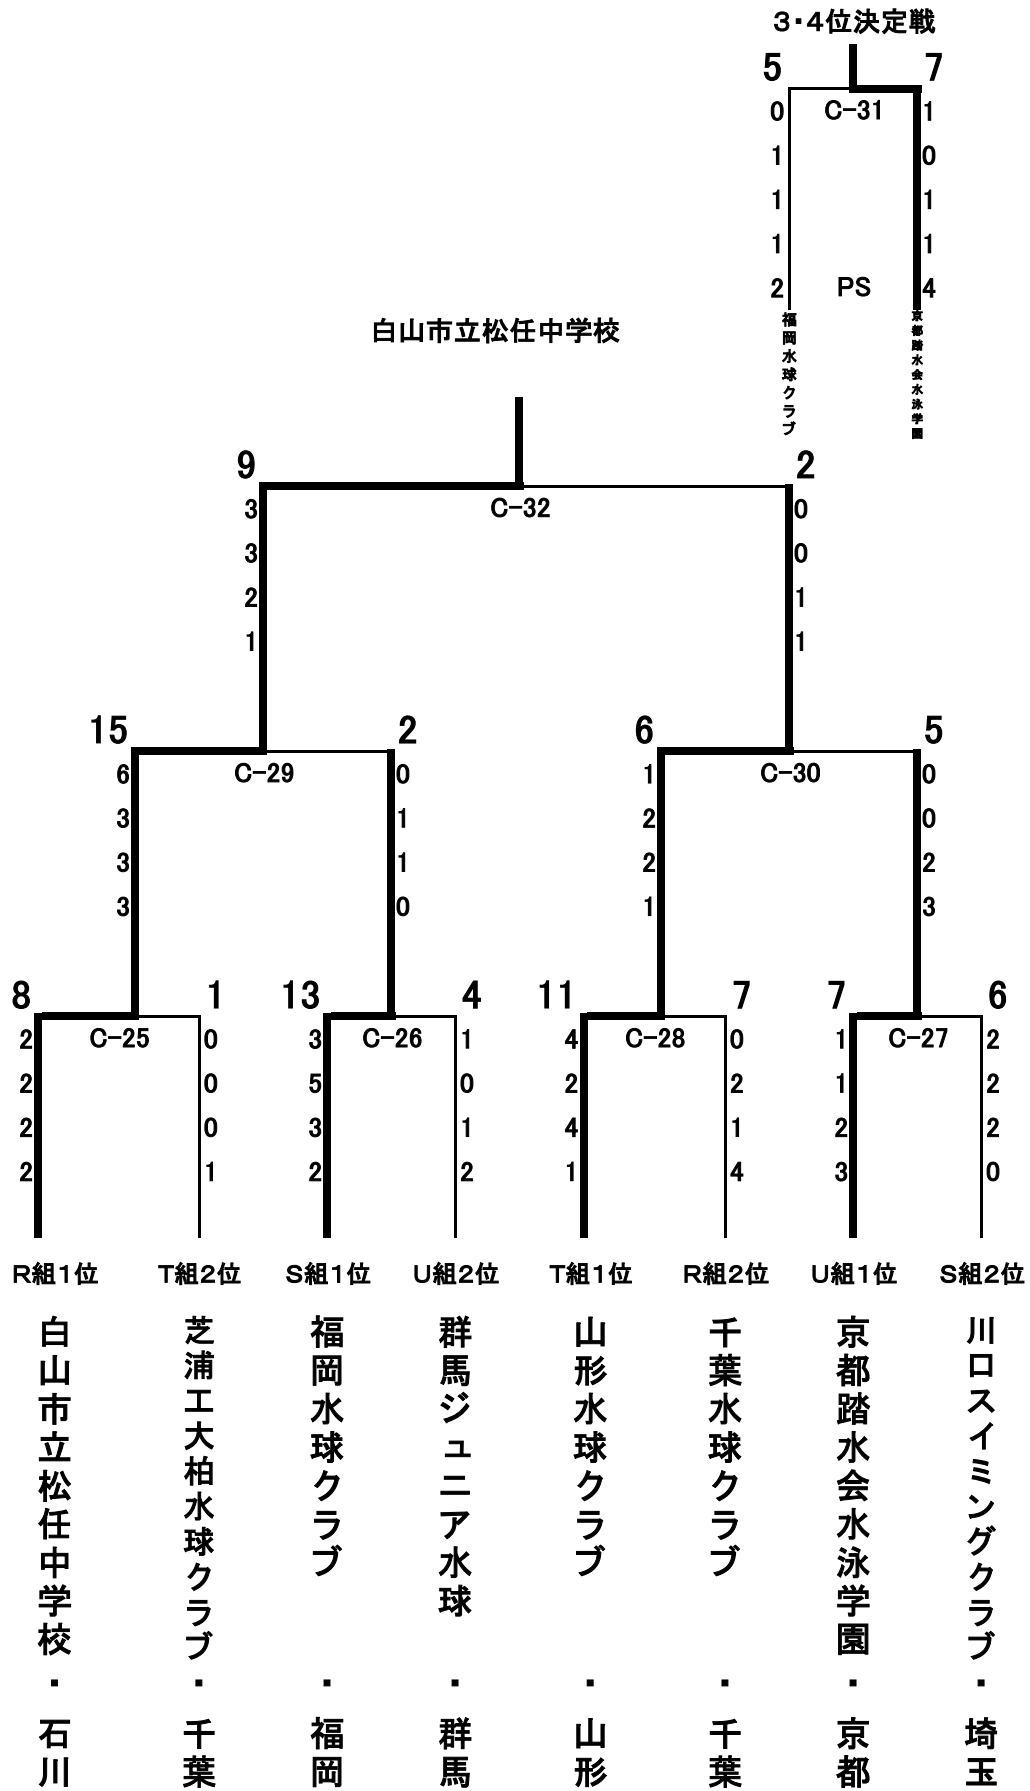 3・4位決定戦
5 7
0 C-31 1
1 0
1 1
1 1
2 PS 4
福岡水球クラブ
京都踏水会水泳学園
白山市立松任中学校
9 2
3 C-32 0
3 0
2 1
1 1
15 2 6 5
6 C-29 0 1 C-30 0
3 1 2 0
3 1 2 2
3 0 1 3
8 1 13 4 11 7 7 6
2 C-25 0 3 C-26 1 4 C-28 0 1 C-27 2
2 0 5 0 2 2 1 2
2 0 3 1 4 1 2 2
2 1 2 2 1 4 3 0
R組1位 T組2位 S組1位 U組2位 T組1位 R組2位 U組1位 S組2位
白山市立松任中学校・石川
芝浦工大柏水球クラブ・千葉
福岡水球クラブ・福岡
群馬ジュニア水球・群馬
山形水球クラブ・山形
千葉水球クラブ・千葉
京都踏水会水泳学園・京都
川口スイミングクラブ・埼玉